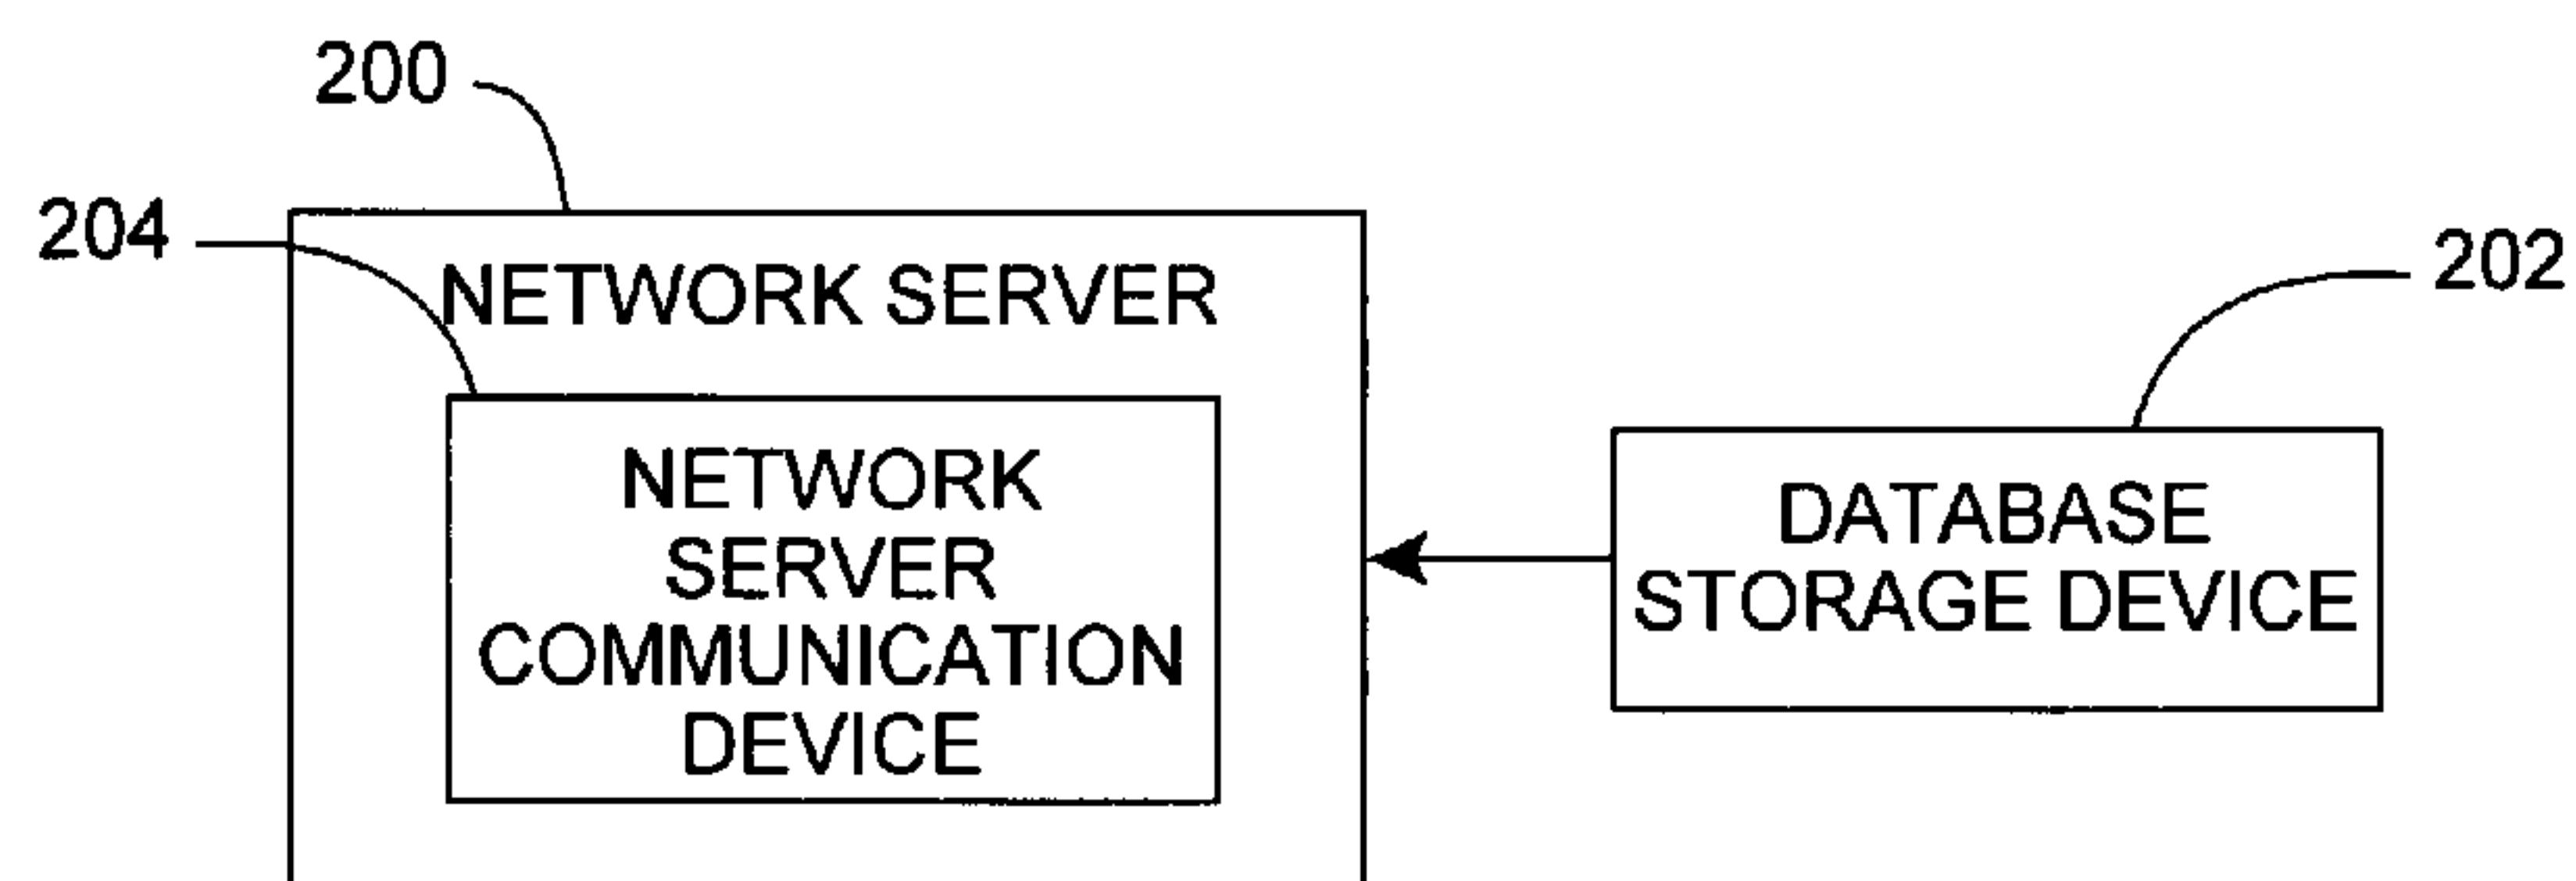 200
204
NETWORK SERVER
202
NETWORK
SERVER
COMMUNICATION
DEVICE
DATABASE
STORAGE DEVICE